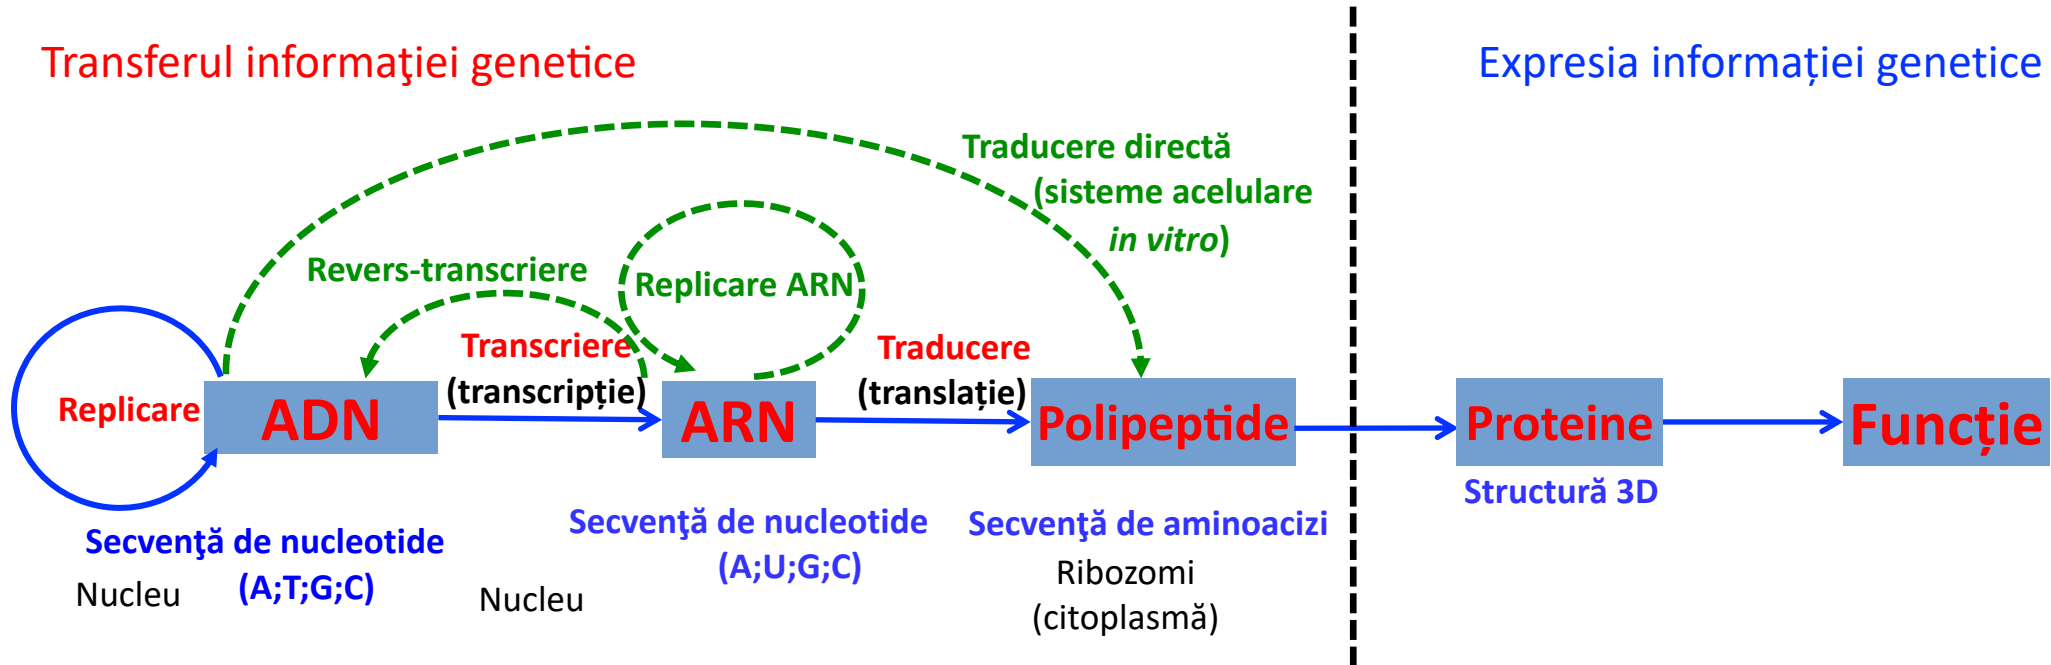 Transferul informaţiei genetice
Expresia informației genetice
Traducere directă
(sisteme acelulare
in vitro)
Revers-transcriere
Replicare ARN
Transcriere
(transcripție)
Traducere
(translație)
Replicare
ADN
ARN
Polipeptide
Proteine
Funcție
Structură 3D
Secvenţă de nucleotide
(A;T;G;C)
Nucleu
Nucleu
Secvenţă de nucleotide
(A;U;G;C)
Secvenţă de aminoacizi
Ribozomi
(citoplasmă)